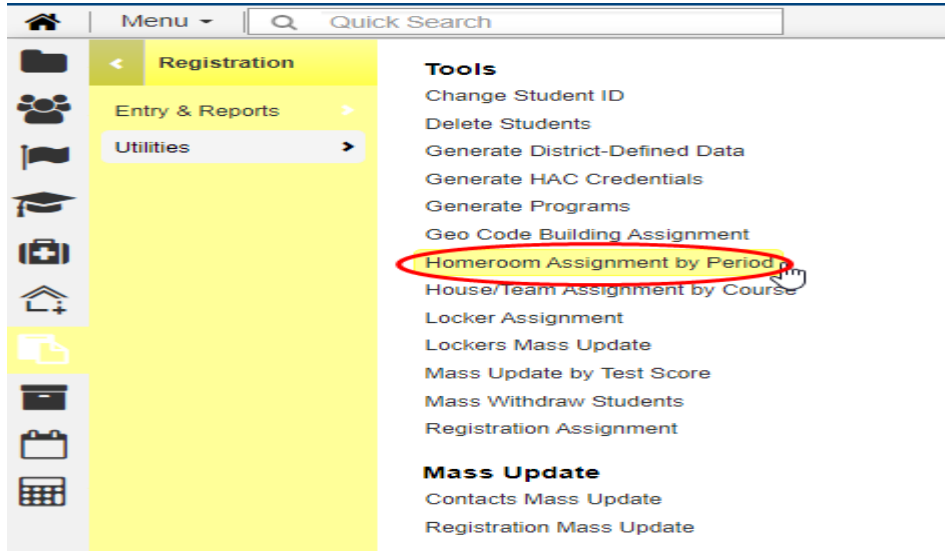 Menu
Quick Search
Registration
Entry & Reports
Utilities
Tools
Change Student ID
Delete Students
Generate District-Defined Data
Generate HAC Credentials
Generate Programs
Geo Code Building Assignment
Homeroom Assignment by Period
House/Team Assignment by Course
Locker Assignment
Lockers Mass Update
Mass Update by Test Score
Mass Withdraw Students
Registration Assignment
Mass Update
Contacts Mass Update
Registration Mass Update